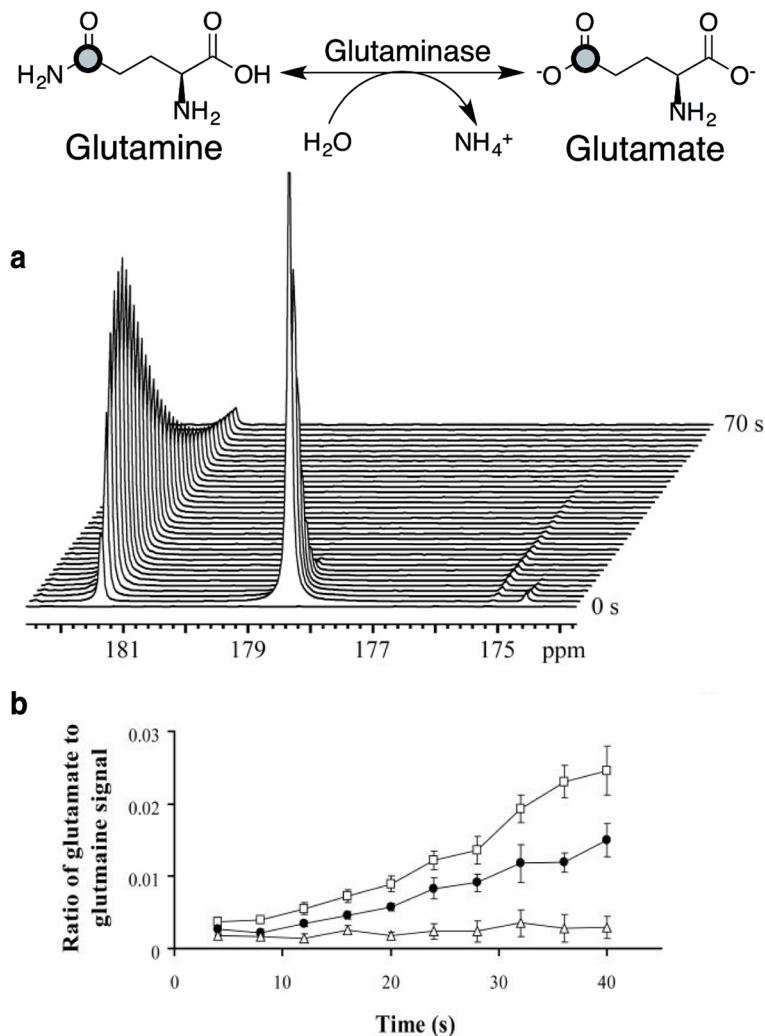 O O O O
Glutaminase
H₂N OH ⁻O O⁻
NH₂ NH₂
Glutamine H₂O NH₄⁺ Glutamate
a
70 s
0 s
181 179 177 175 ppm
b
Ratio of glutamate to
glutmaine signal
0.03
0.02
0.01
0
0 10 20 30 40
Time (s)